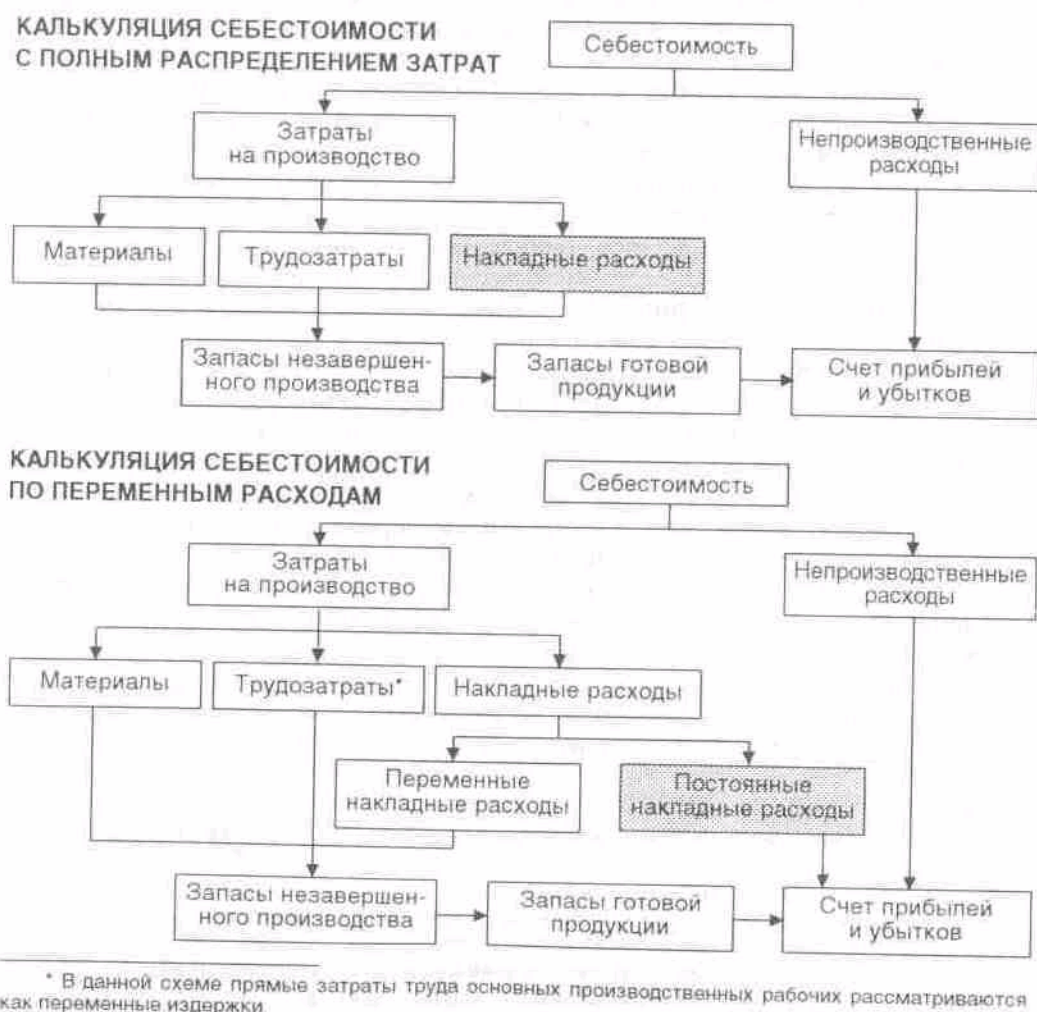 КАЛЬКУЛЯЦИЯ СЕБЕСТОИМОСТИ
С ПОЛНЫМ РАСПРЕДЕЛЕНИЕМ ЗАТРАТ
Себестоимость
Затраты
на производство
Непроизводственные
расходы
Материалы
Трудозатраты
Накладные расходы
Запасы незавершен-
ного производства
Запасы готовой
продукции
Счет прибылей
и убытков
КАЛЬКУЛЯЦИЯ СЕБЕСТОИМОСТИ
ПО ПЕРЕМЕННЫМ РАСХОДАМ
Себестоимость
Затраты
на производство
Непроизводственные
расходы
Материалы
Трудозатраты*
Накладные расходы
Переменные
накладные расходы
Постоянные
накладные расходы
Запасы незавершен-
ного производства
Запасы готовой
продукции
Счет прибылей
и убытков
* В данной схеме прямые затраты труда основных производственных рабочих рассматриваются
как переменные издержки.